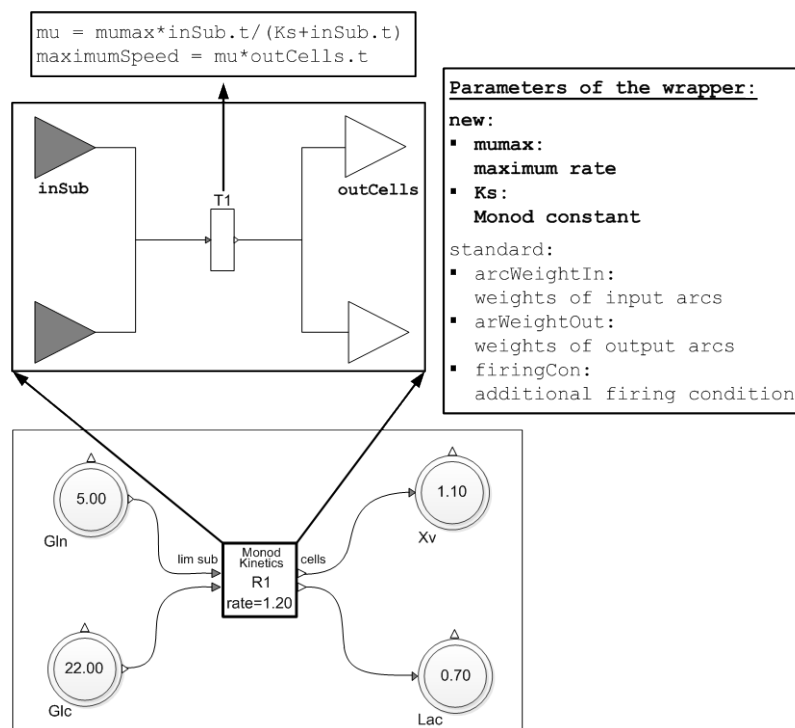 mu = mumax*inSub.t/(Ks+inSub.t)
maximumSpeed = mu*outCells.t
inSub
T1
outCells
Parameters of the wrapper:
new:
▪ mumax:
maximum rate
▪ Ks:
Monod constant
standard:
▪ arcWeightIn:
weights of input arcs
▪ arWeightOut:
weights of output arcs
▪ firingCon:
additional firing condition
5.00
Gln
22.00
Glc
lim sub
Monod
Kinetics
R1
rate=1.20
cells
1.10
Xv
0.70
Lac